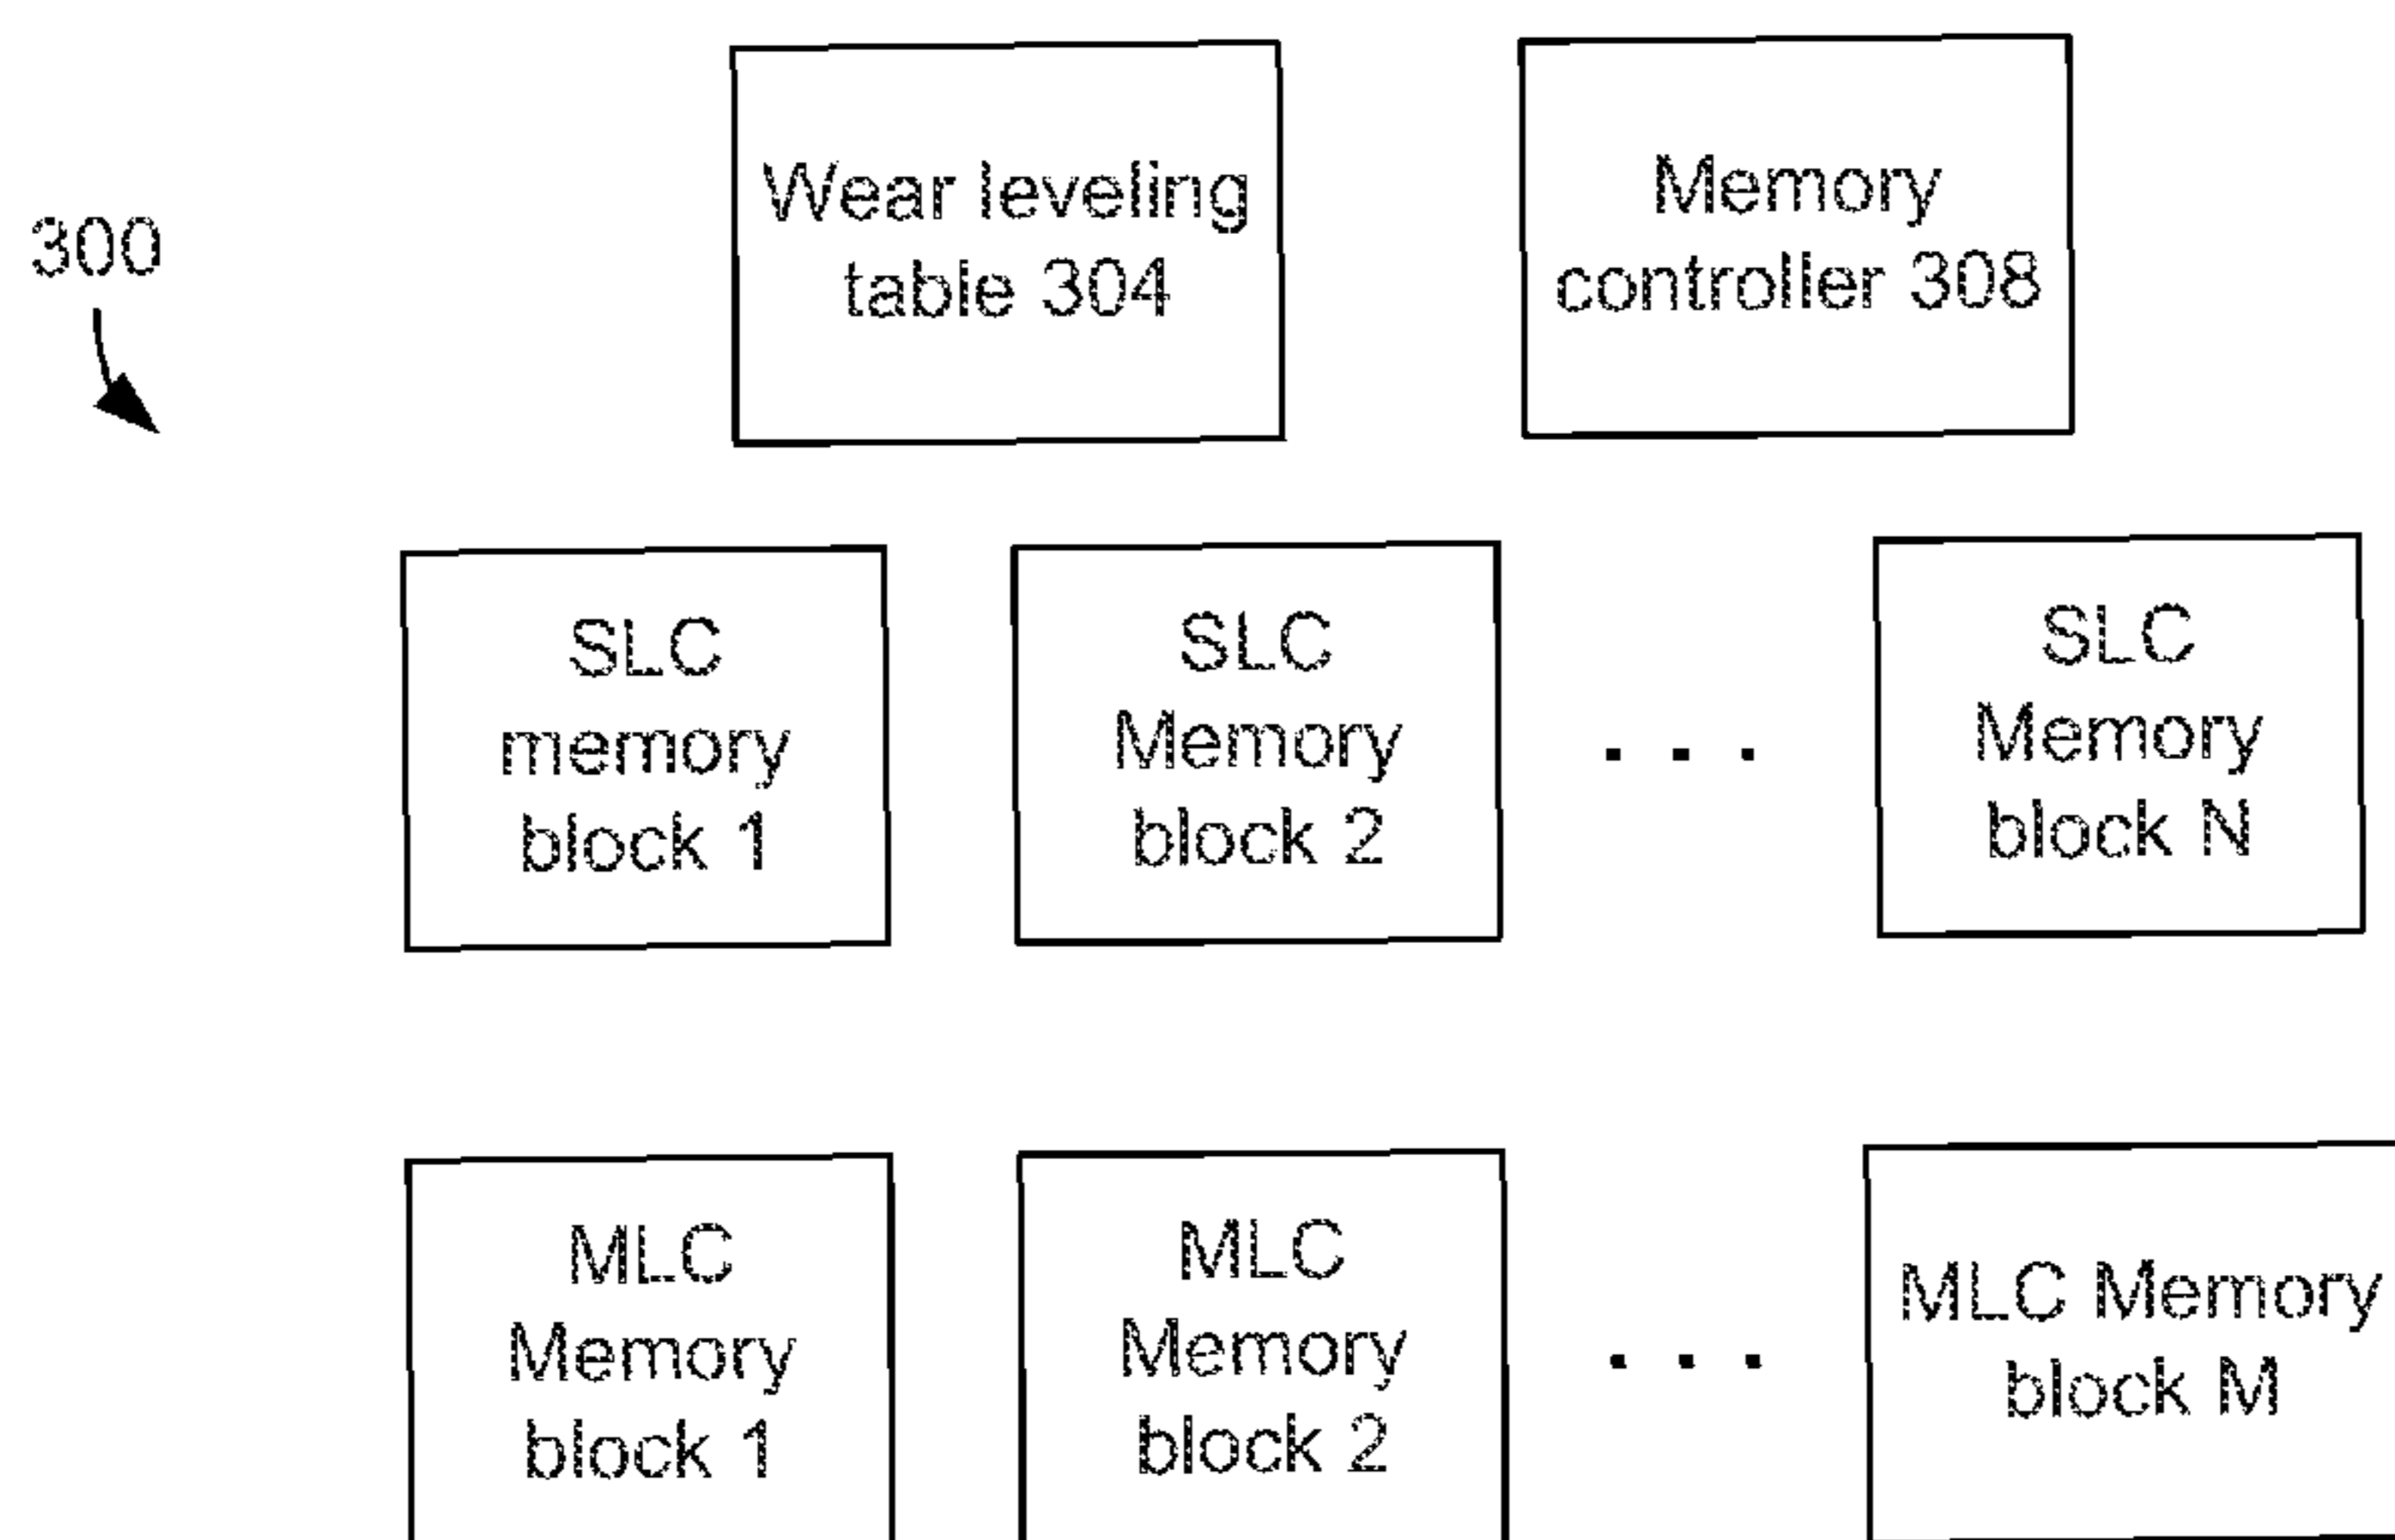 300
Wear leveling
table 304
Memory
controller 308
SLC
memory
block 1
SLC
Memory
block 2
. . .
SLC
Memory
block N
MLC
Memory
block 1
MLC
Memory
block 2
. . .
MLC Memory
block M